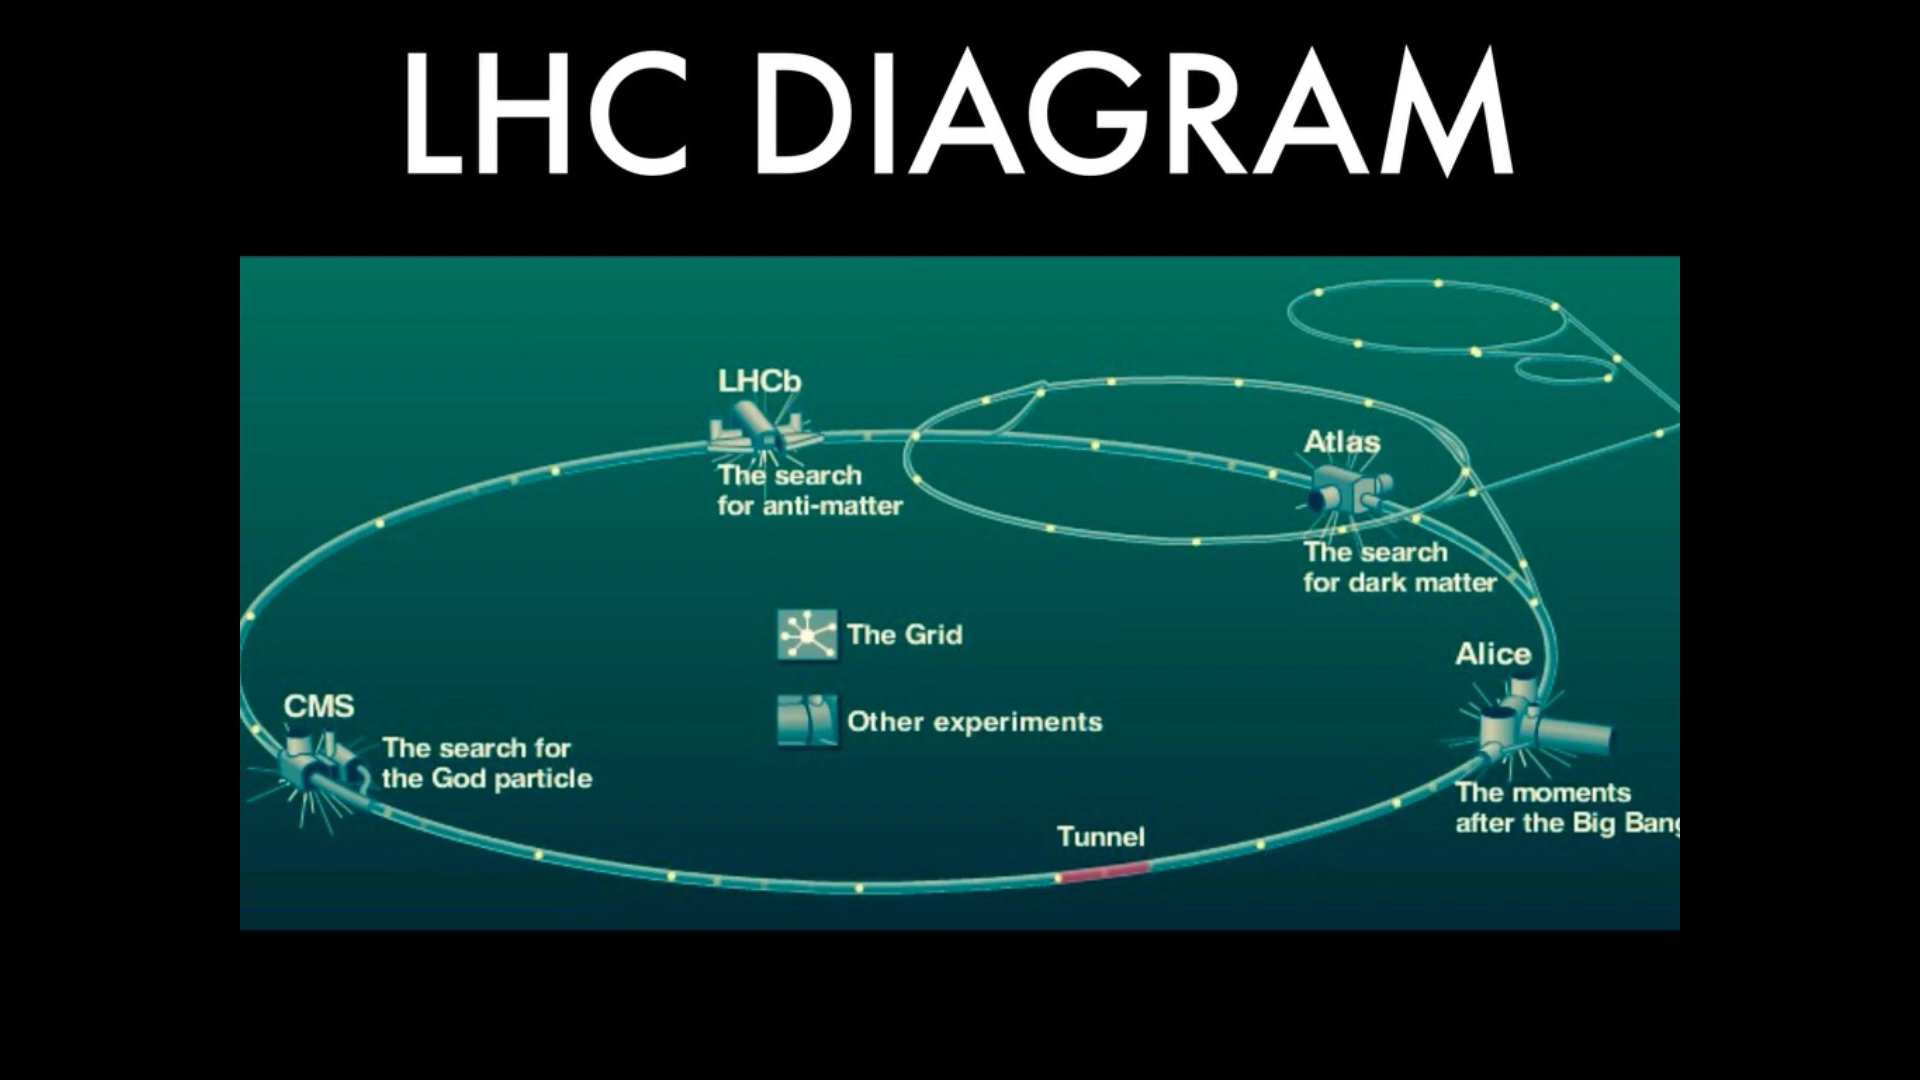 LHC DIAGRAM
LHCb
The search
for anti-matter
Atlas
The search
for dark matter
The Grid
Other experiments
Alice
The moments
after the Big Bang
CMS
The search for
the God particle
Tunnel